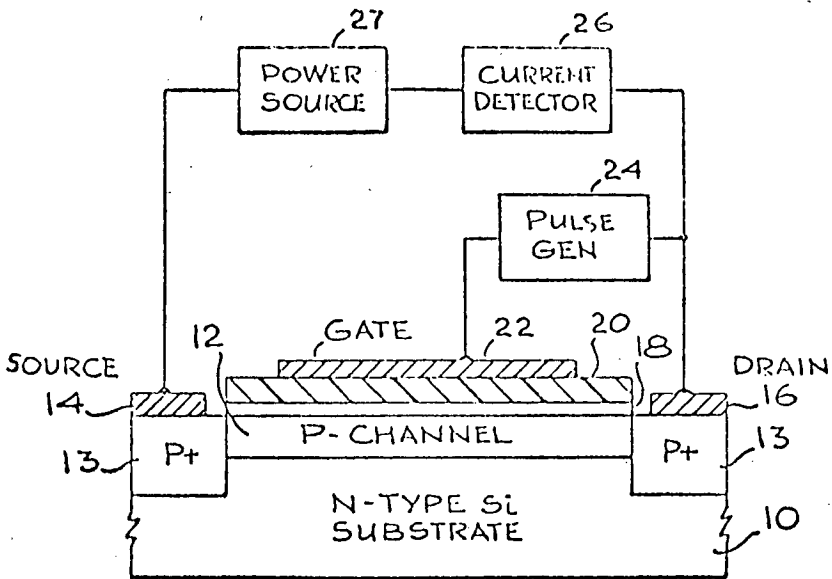 27
26
POWER
SOURCE
CURRENT
DETECTOR
24
PULSE
GEN
GATE
12
22
20
18
SOURCE
DRAIN
14
16
P-CHANNEL
13
P+
P+
13
N-TYPE Si
SUBSTRATE
10